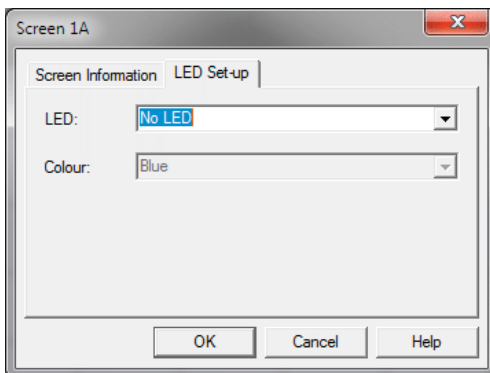 Screen 1A
Screen Information LED Set-up
LED: No LED
Colour: Blue
OK Cancel Help